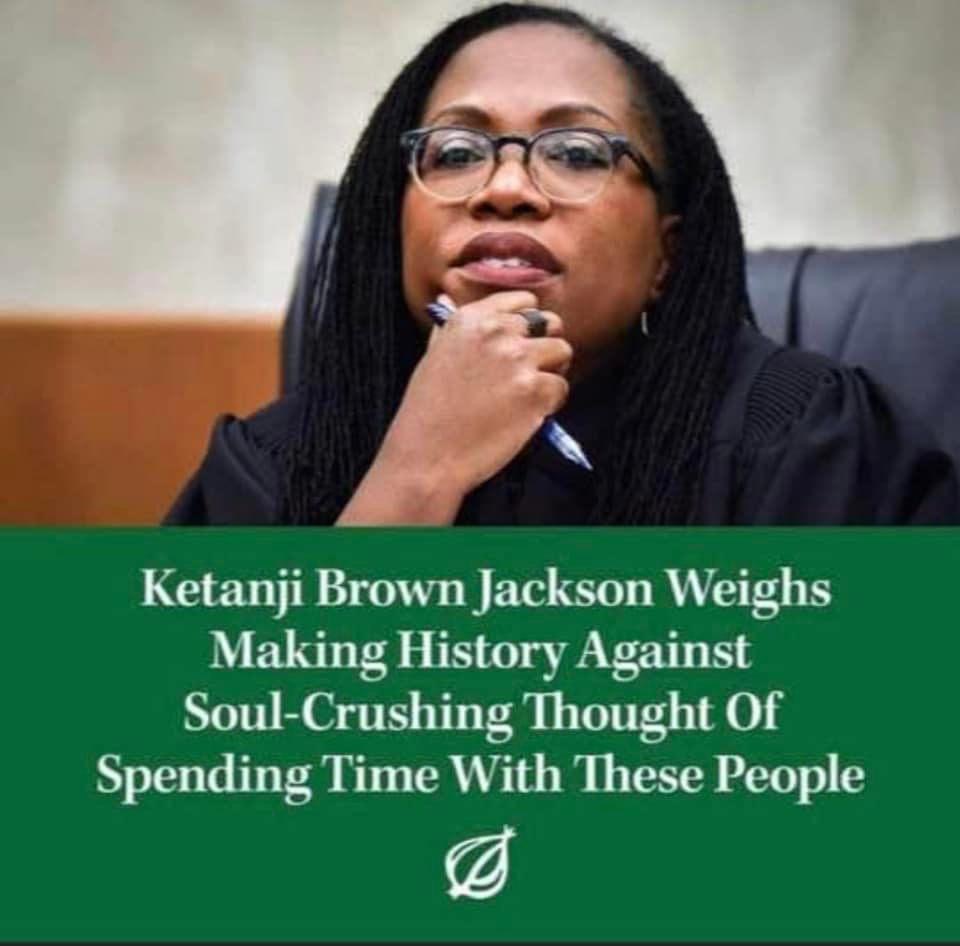 Ketanji Brown Jackson Weighs
Making History Against
Soul-Crushing Thought Of
Spending Time With These People